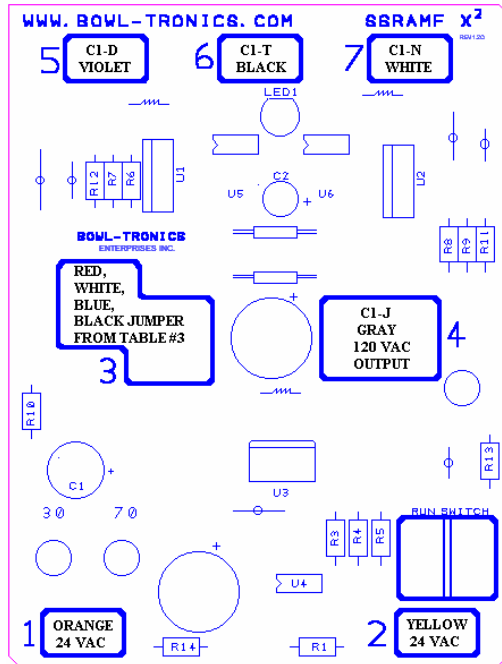 WWW.BOWL-TRONICS.COM SSRAMF X²
REV1.20
5 C1-D
VIOLET
6 C1-T
BLACK
7 C1-N
WHITE
LED1
R12 R7 R6 U1
U5 C2 + U6
U2
R8 R9 R11
BOWL-TRONICS
ENTERPRISES INC.
RED,
WHITE,
BLUE,
BLACK JUMPER
FROM TABLE #3
3
+
C1-J
GRAY
120 VAC
OUTPUT
4
R10
C1 +
U3
R13
30 70
RUN SWITCH
R3 R4 R5
+
U4
1 ORANGE
24 VAC
R14
R1
2 YELLOW
24 VAC